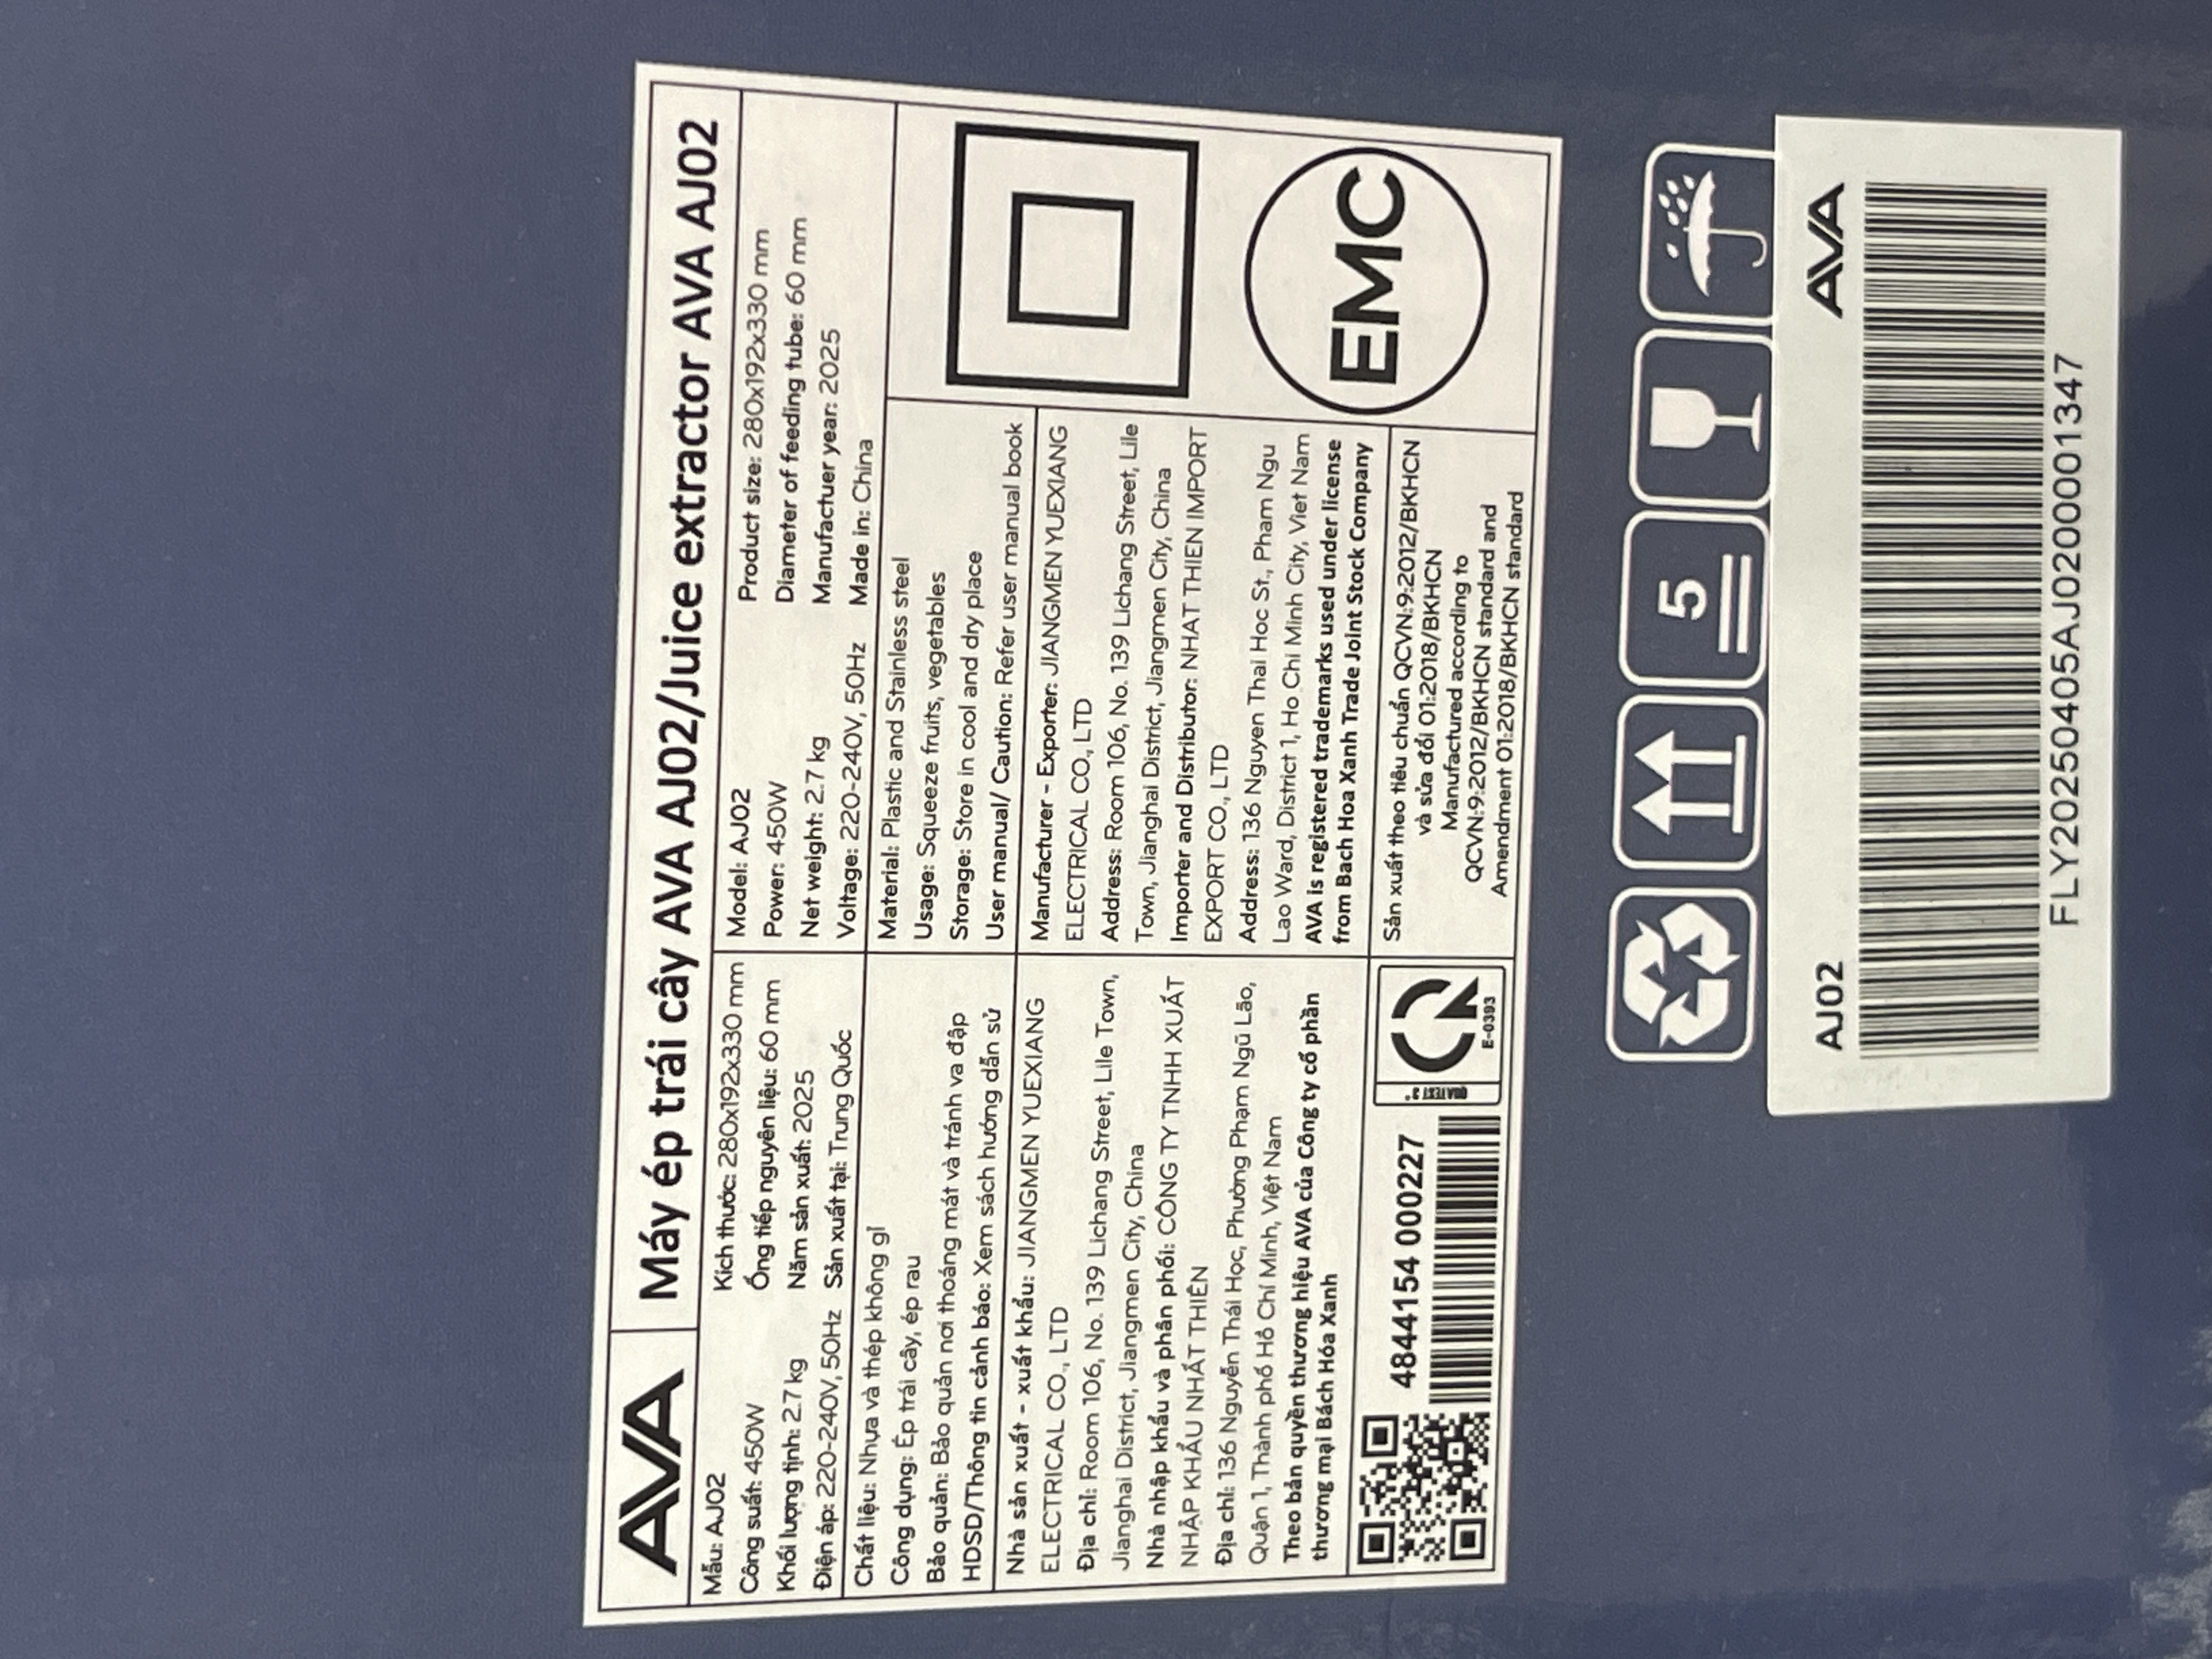 AVA
Máy ép trái cây AVA AJ02/Juice extractor AVA AJ02
Mẫu: AJ02
Công suất: 450W
Khối lượng tịnh: 2.7 kg
Điện áp: 220-240V, 50Hz
Kích thước: 280x192x330 mm
Ống tiếp nguyên liệu: 60 mm
Năm sản xuất: 2025
Sản xuất tại: Trung Quốc
Chất liệu: Nhựa và thép không gỉ
Công dụng: Ép trái cây, ép rau
Bảo quản: Bảo quản nơi thoáng mát và tránh va đập
HDSD/Thông tin cảnh báo: Xem sách hướng dẫn sử
Nhà sản xuất - xuất khẩu: JIANGMEN YUEXIANG
ELECTRICAL CO., LTD
Địa chỉ: Room 106, No. 139 Lichang Street, Lile Town,
Jianghai District, Jiangmen City, China
Nhà nhập khẩu và phân phối: CÔNG TY TNHH XUẤT
NHẬP KHẨU NHẤT THIÊN
Địa chỉ: 136 Nguyễn Thái Học, Phường Phạm Ngũ Lão,
Quận 1, Thành phố Hồ Chí Minh, Việt Nam
Theo bản quyền thương hiệu AVA của Công ty cổ phần
thương mại Bách Hóa Xanh
4844154 000227
QUATEST 3®
E-0393
Model: AJ02
Power: 450W
Net weight: 2.7 kg
Voltage: 220-240V, 50Hz
Product size: 280x192x330 mm
Diameter of feeding tube: 60 mm
Manufactuer year: 2025
Made in: China
Material: Plastic and Stainless steel
Usage: Squeeze fruits, vegetables
Storage: Store in cool and dry place
User manual/ Caution: Refer user manual book
Manufacturer - Exporter: JIANGMEN YUEXIANG
ELECTRICAL CO., LTD
Address: Room 106, No. 139 Lichang Street, Lile
Town, Jianghai District, Jiangmen City, China
Importer and Distributor: NHAT THIEN IMPORT
EXPORT CO., LTD
Address: 136 Nguyen Thai Hoc St., Pham Ngu
Lao Ward, District 1, Ho Chi Minh City, Viet Nam
AVA is registered trademarks used under license
from Bach Hoa Xanh Trade Joint Stock Company
Sản xuất theo tiêu chuẩn QCVN:9:2012/BKHCN
và sửa đổi 01:2018/BKHCN
Manufactured according to
QCVN:9:2012/BKHCN standard and
Amendment 01:2018/BKHCN standard
EMC
5
AJ02
AVA
FLY20250405AJ0200001347